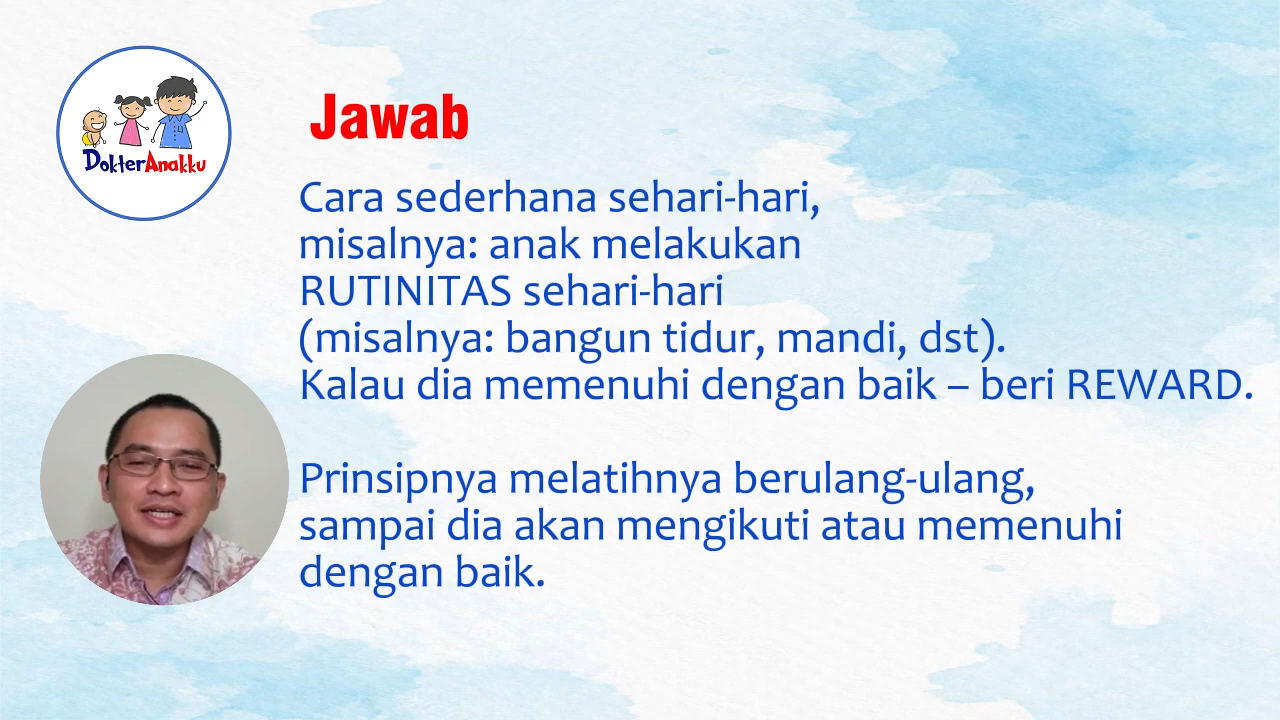 DokterAnakku
Jawab
Cara sederhana sehari-hari,
misalnya: anak melakukan
RUTINITAS sehari-hari
(misalnya: bangun tidur, mandi, dst).
Kalau dia memenuhi dengan baik – beri REWARD.
Prinsipnya melatihnya berulang-ulang,
sampai dia akan mengikuti atau memenuhi
dengan baik.